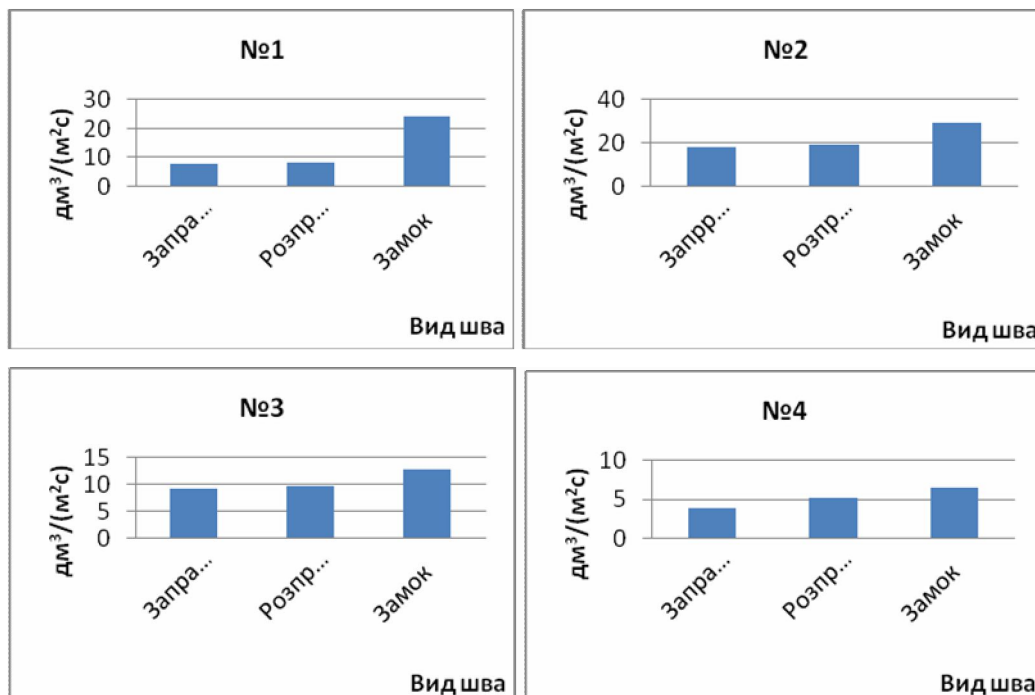 №1
дм³/(м²с)
30
20
10
0
Запра...
Розпр...
Замок
Вид шва
№2
дм³/(м²с)
40
20
0
Запрр...
Розпр...
Замок
Вид шва
№3
дм³/(м²с)
15
10
5
0
Запра...
Розпр...
Замок
Вид шва
№4
дм³/(м²с)
10
5
0
Запра...
Розпр...
Замок
Вид шва